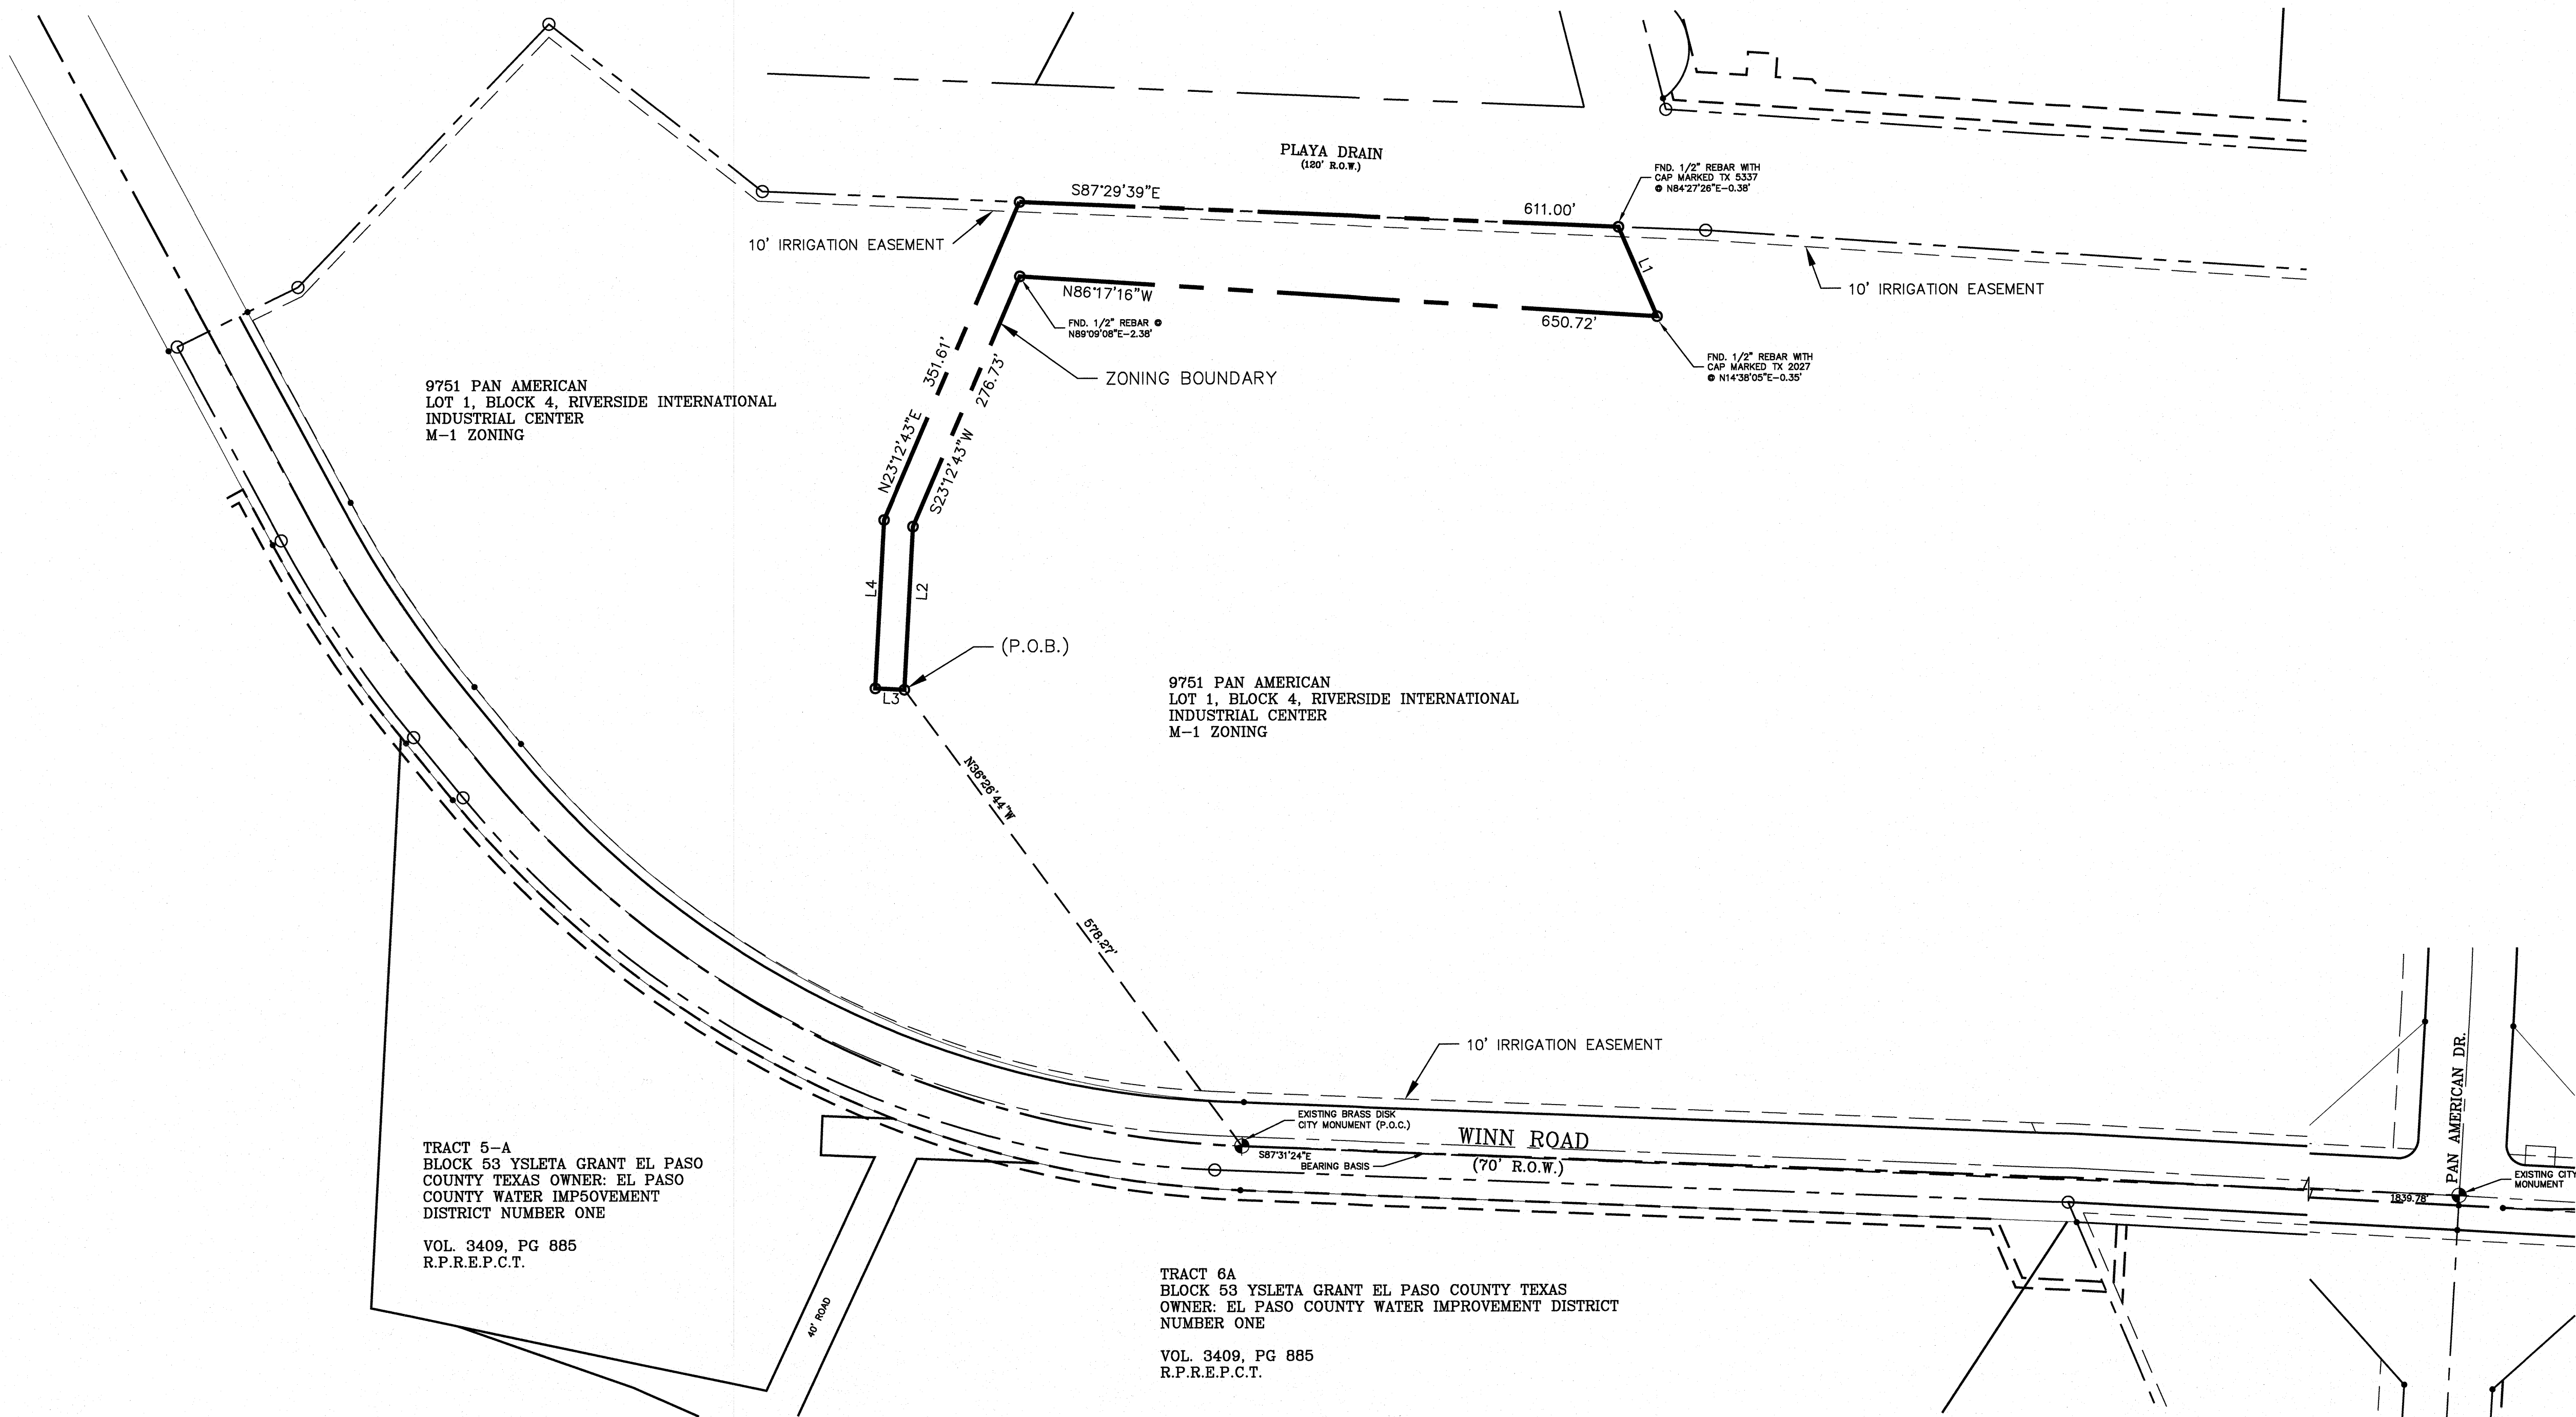 PLAYA DRAIN
(120' R.O.W.)
FND. 1/2" REBAR WITH
CAP MARKED TX 5337
@ N84°27'26"E-0.38'
S87°29'39"E
611.00'
10' IRRIGATION EASEMENT
L1
10' IRRIGATION EASEMENT
N86°17'16"W
650.72'
FND. 1/2" REBAR @
N89°09'08"E-2.38'
FND. 1/2" REBAR WITH
CAP MARKED TX 2027
@ N14°38'05"E-0.35'
ZONING BOUNDARY
351.61'
276.73'
N23°12'43"E
S23°12'43"W
9751 PAN AMERICAN
LOT 1, BLOCK 4, RIVERSIDE INTERNATIONAL
INDUSTRIAL CENTER
M-1 ZONING
L4
L2
L3
(P.O.B.)
9751 PAN AMERICAN
LOT 1, BLOCK 4, RIVERSIDE INTERNATIONAL
INDUSTRIAL CENTER
M-1 ZONING
N36°26'44"W
578.27'
10' IRRIGATION EASEMENT
EXISTING BRASS DISK
CITY MONUMENT (P.O.C.)
WINN ROAD
(70' R.O.W.)
S87°31'24"E
BEARING BASIS
PAN AMERICAN DR.
EXISTING CITY
MONUMENT
1839.78'
TRACT 5-A
BLOCK 53 YSLETA GRANT EL PASO
COUNTY TEXAS OWNER: EL PASO
COUNTY WATER IMP5OVEMENT
DISTRICT NUMBER ONE
VOL. 3409, PG 885
R.P.R.E.P.C.T.
40' ROAD
TRACT 6A
BLOCK 53 YSLETA GRANT EL PASO COUNTY TEXAS
OWNER: EL PASO COUNTY WATER IMPROVEMENT DISTRICT
NUMBER ONE
VOL. 3409, PG 885
R.P.R.E.P.C.T.